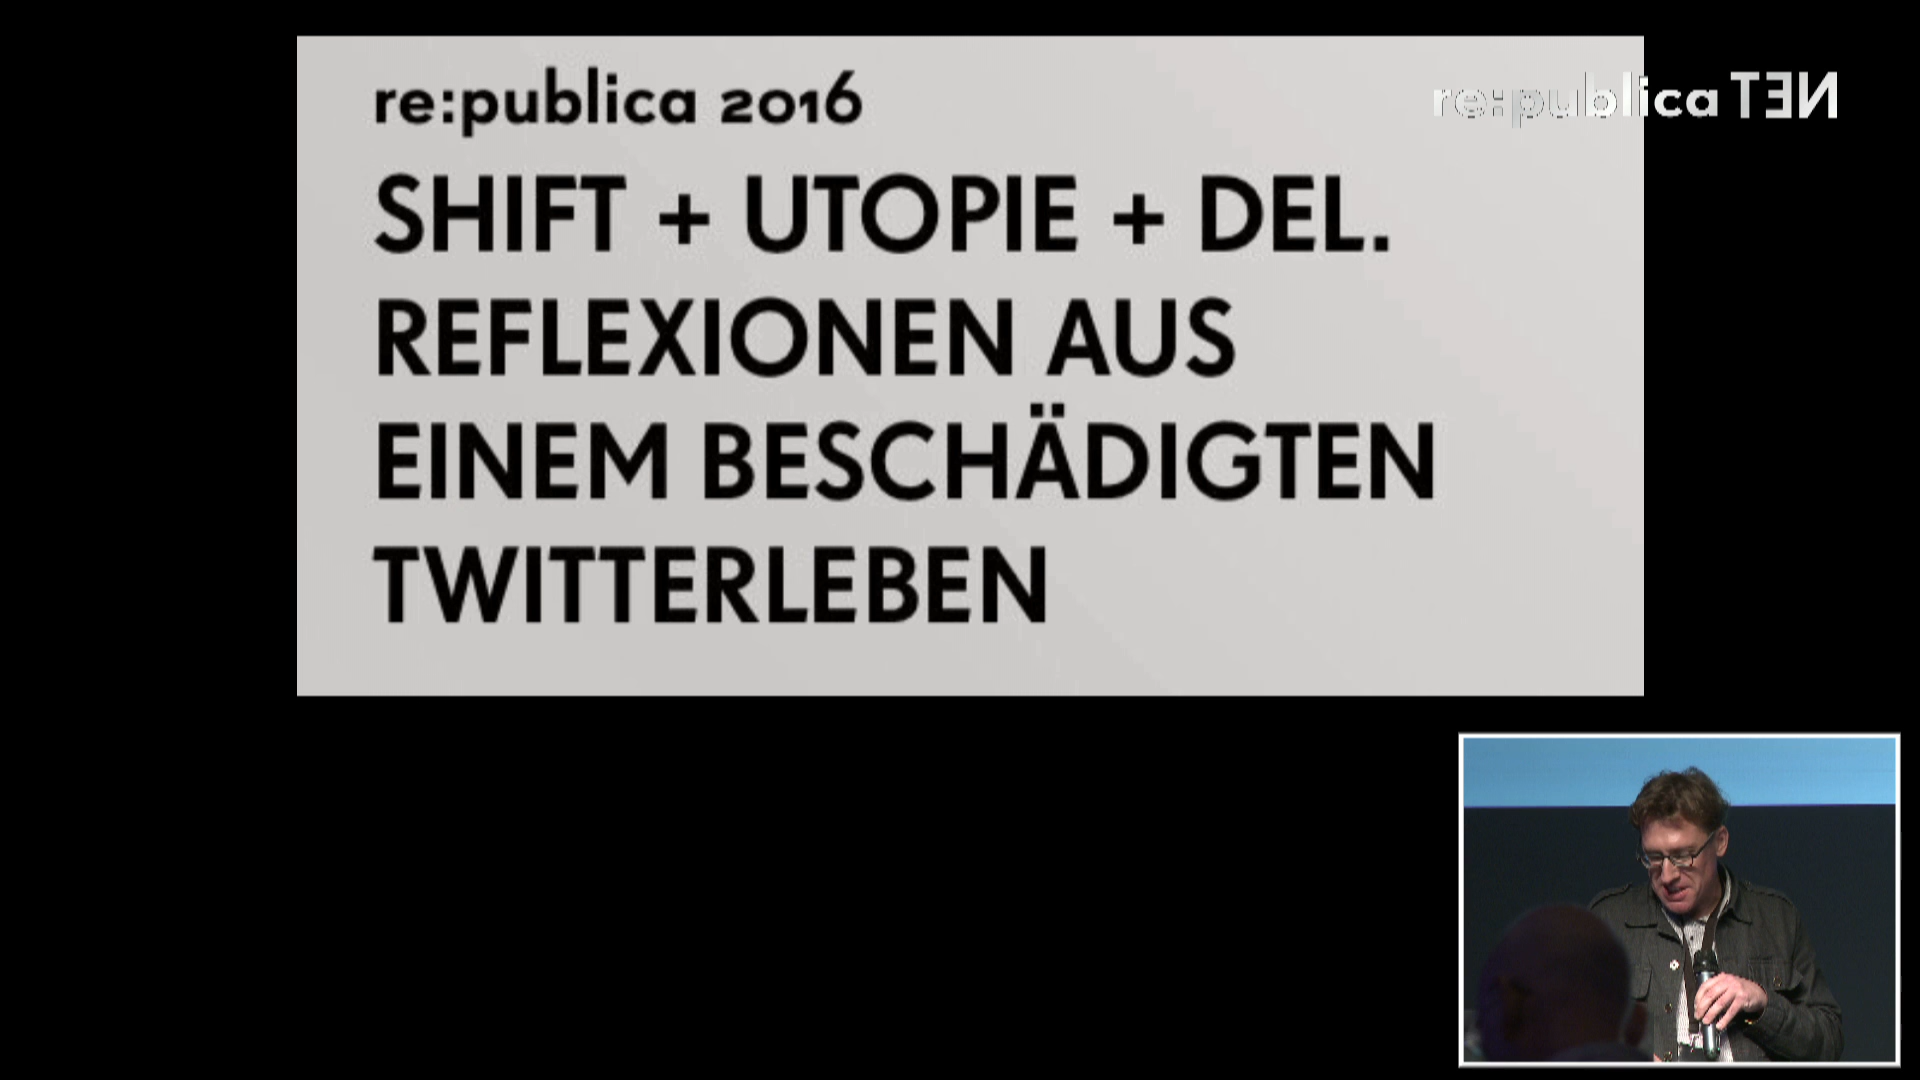 re:publica 2016
re:publica TEN
SHIFT + UTOPIE + DEL.
REFLEXIONEN AUS
EINEM BESCHÄDIGTEN
TWITTERLEBEN